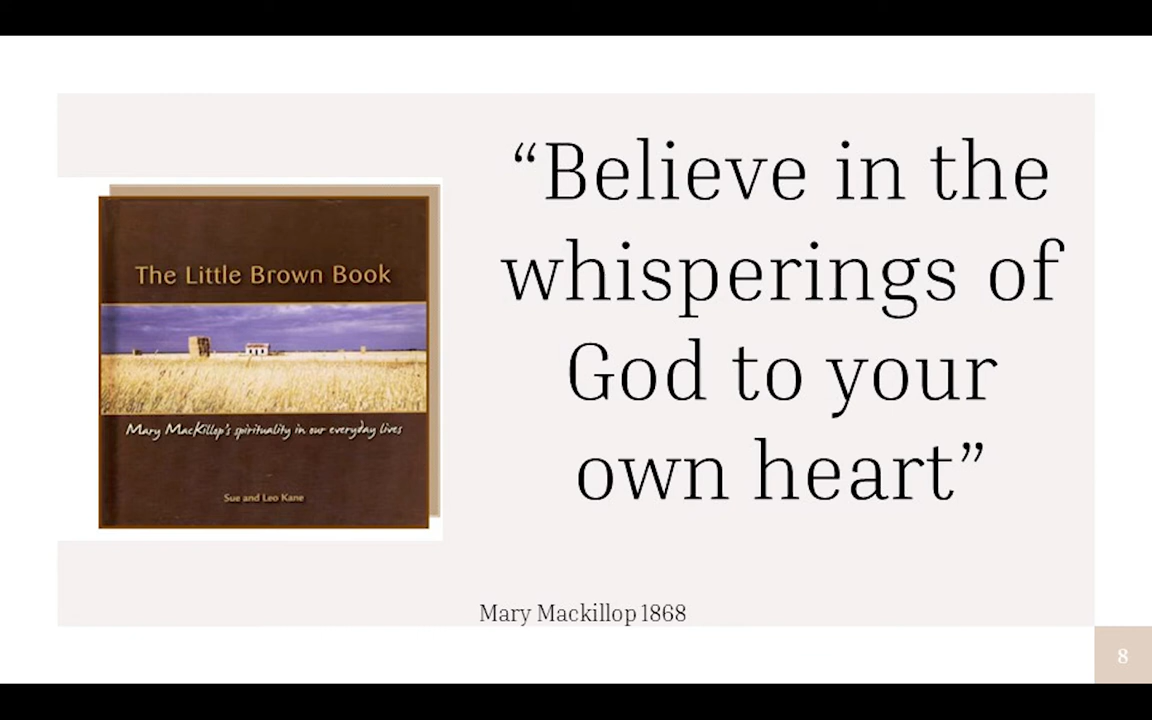 The Little Brown Book
Mary MacKillop's spirituality in our everyday lives
Sue and Leo Kane
“Believe in the
whisperings of
God to your
own heart”
Mary Mackillop 1868
8